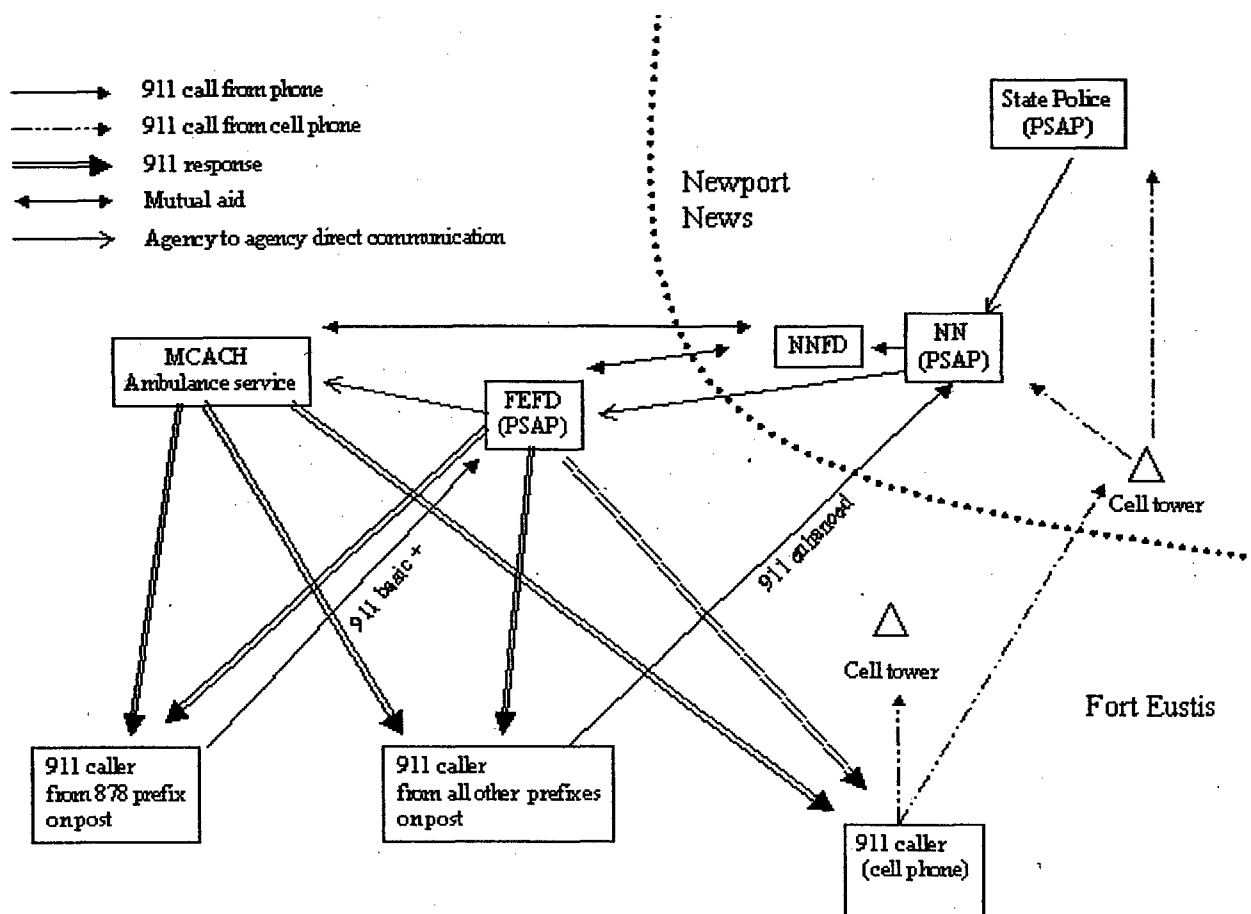 911 call from phone
911 call from cell phone
911 response
Mutual aid
Agency to agency direct communication
State Police
(PSAP)
Newport
News
MCACH
Ambulance service
FEFD
(PSAP)
NNFD
NN
(PSAP)
Cell tower
911 basic +
911 enhanced
Cell tower
Fort Eustis
911 caller
from 878 prefix
on post
911 caller
from all other prefixes
on post
911 caller
(cell phone)